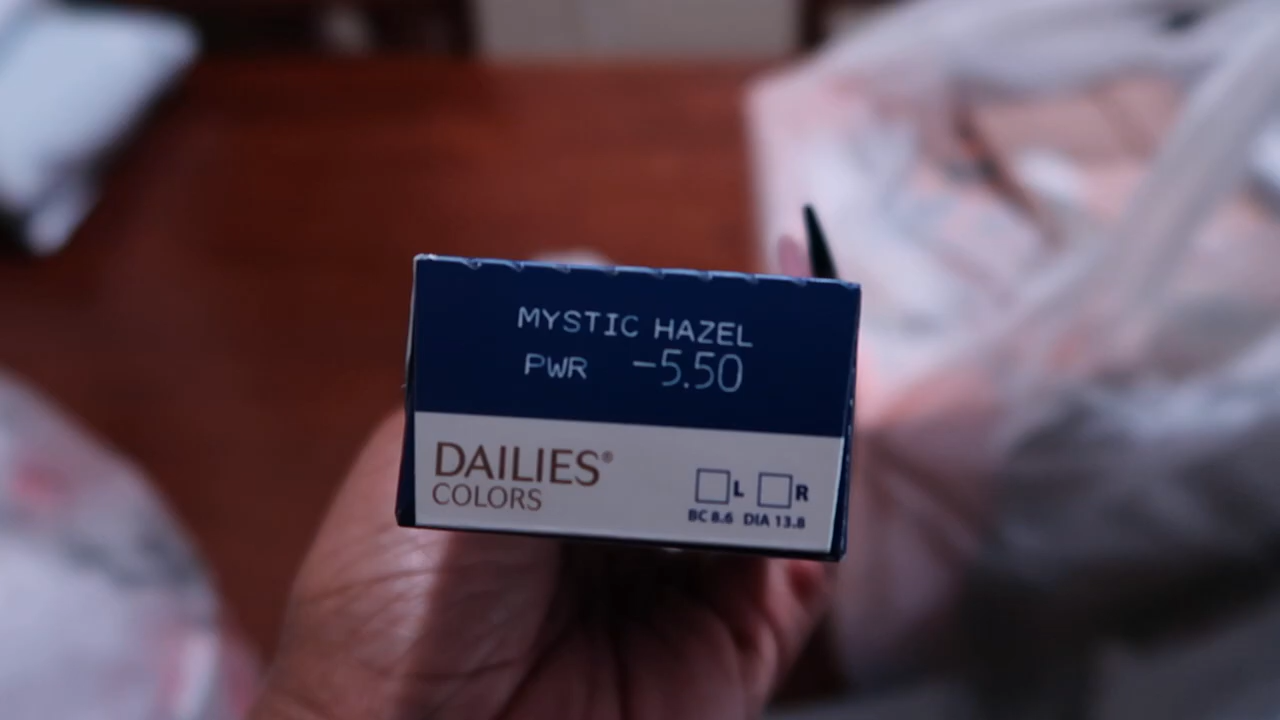 MYSTIC HAZEL
PWR -5.50
DAILIES®
COLORS
L R
BC 8.6 DIA 13.8